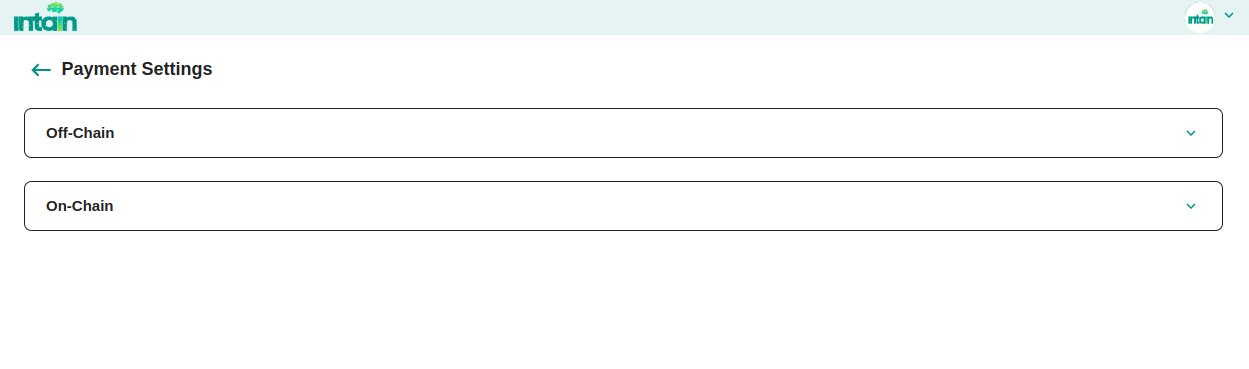 intain
intain
Payment Settings
Off-Chain
On-Chain